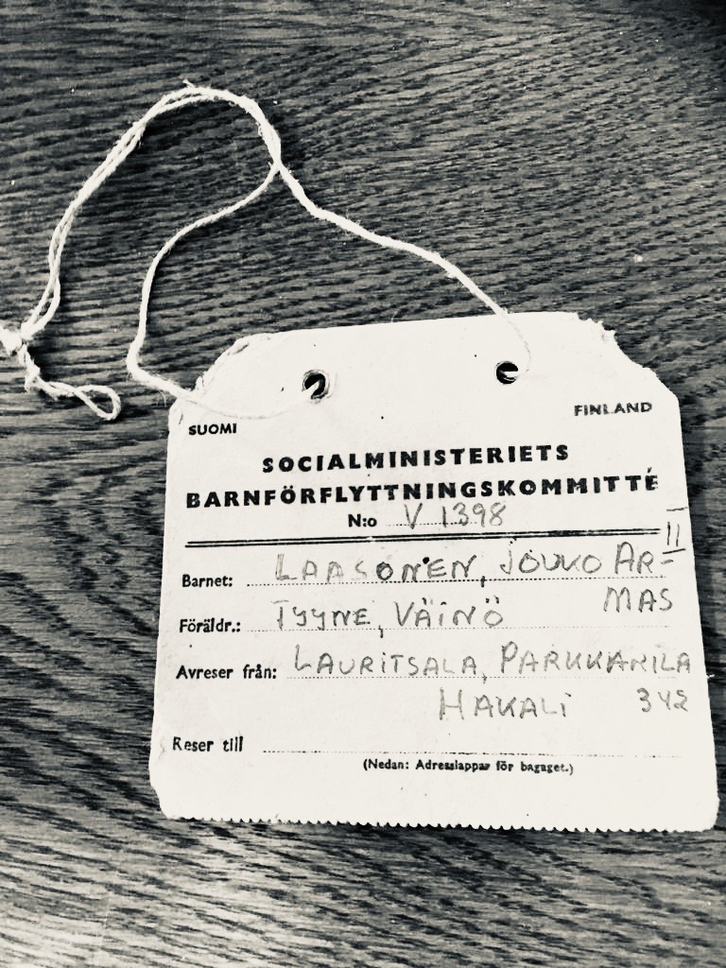 SUOMI FINLAND
SOCIALMINISTERIETS
BARNFÖRFLYTTNINGSKOMMITTÉ
N:o V 1398
II
Barnet: LAASONEN, JOUKO AR-
MAS
Föräldr.: TYYNE, VÄINÖ
Avreser från: LAURITSALA, PARKKARILA
HAKALI 342
Reser till
(Nedan: Adresslappar för bagaget.)